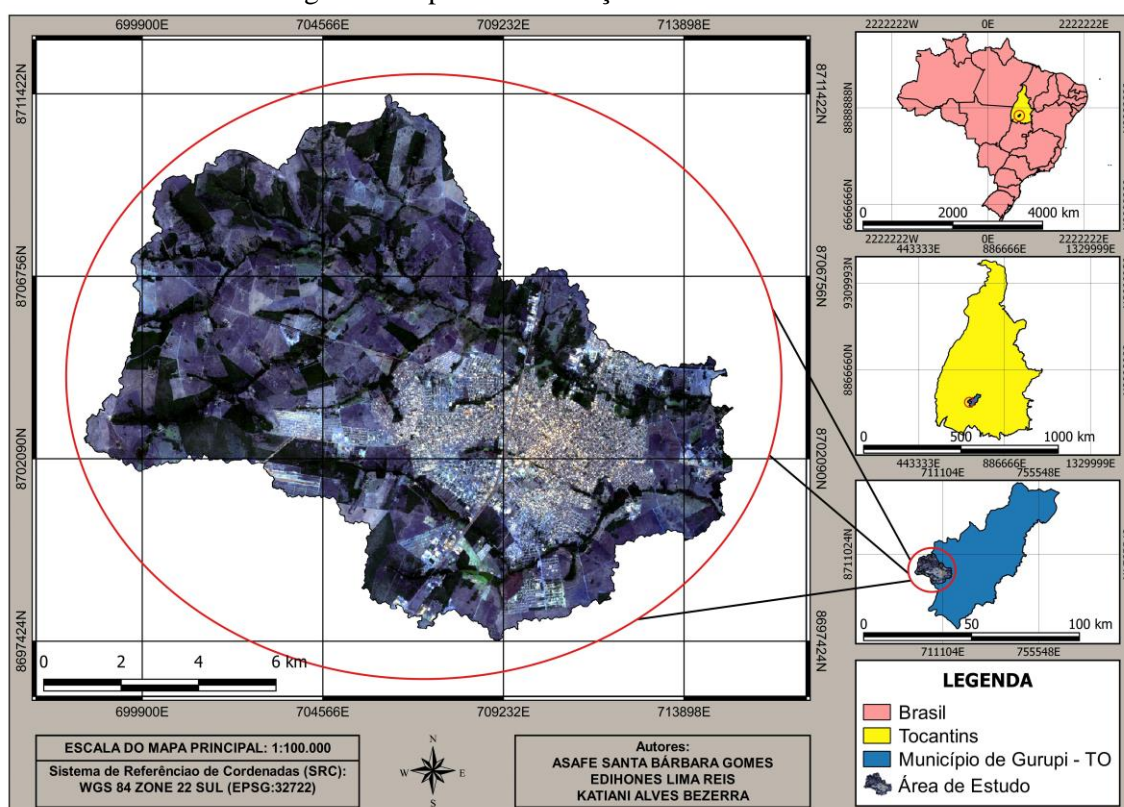 699900E
704566E
709232E
713898E
8711422N
8706756N
8702090N
8697424N
8711422N
8706756N
8702090N
8697424N
0 2 4 6 km
699900E
704566E
709232E
713898E
2222222W 0E 2222222E
8888888N
6666666N
0 2000 4000 km
2222222W 0E 2222222E
443333E 886666E 1329999E
9309993N
8866660N
0 500 1000 km
443333E 886666E 1329999E
711104E 755548E
8711024N
0 50 100 km
711104E 755548E
LEGENDA
Brasil
Tocantins
Município de Gurupi - TO
Área de Estudo
ESCALA DO MAPA PRINCIPAL: 1:100.000
Sistema de Referênciao de Cordenadas (SRC):
WGS 84 ZONE 22 SUL (EPSG:32722)
N
W E
S
Autores:
ASAFE SANTA BÁRBARA GOMES
EDIHONES LIMA REIS
KATIANI ALVES BEZERRA